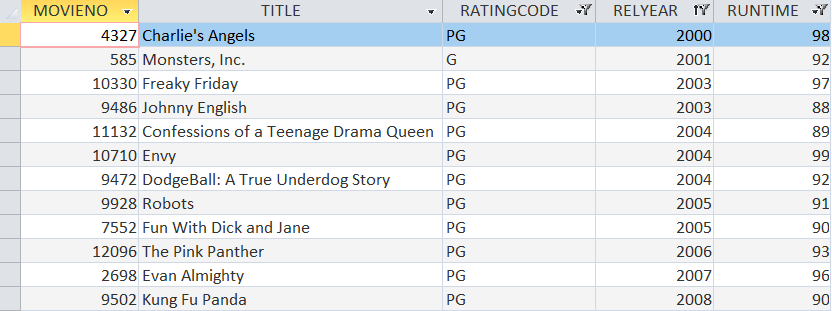 MOVIENO TITLE RATINGCODE RELYEAR RUNTIME
4327 Charlie's Angels PG 2000 98
585 Monsters, Inc. G 2001 92
10330 Freaky Friday PG 2003 97
9486 Johnny English PG 2003 88
11132 Confessions of a Teenage Drama Queen PG 2004 89
10710 Envy PG 2004 99
9472 DodgeBall: A True Underdog Story PG 2004 92
9928 Robots PG 2005 91
7552 Fun With Dick and Jane PG 2005 90
12096 The Pink Panther PG 2006 93
2698 Evan Almighty PG 2007 96
9502 Kung Fu Panda PG 2008 90